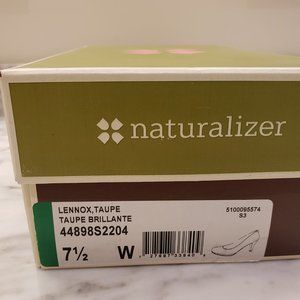 naturalizer
LENNOX,TAUPE
TAUPE BRILLANTE
44898S2204
7½ W
5100095574
S3